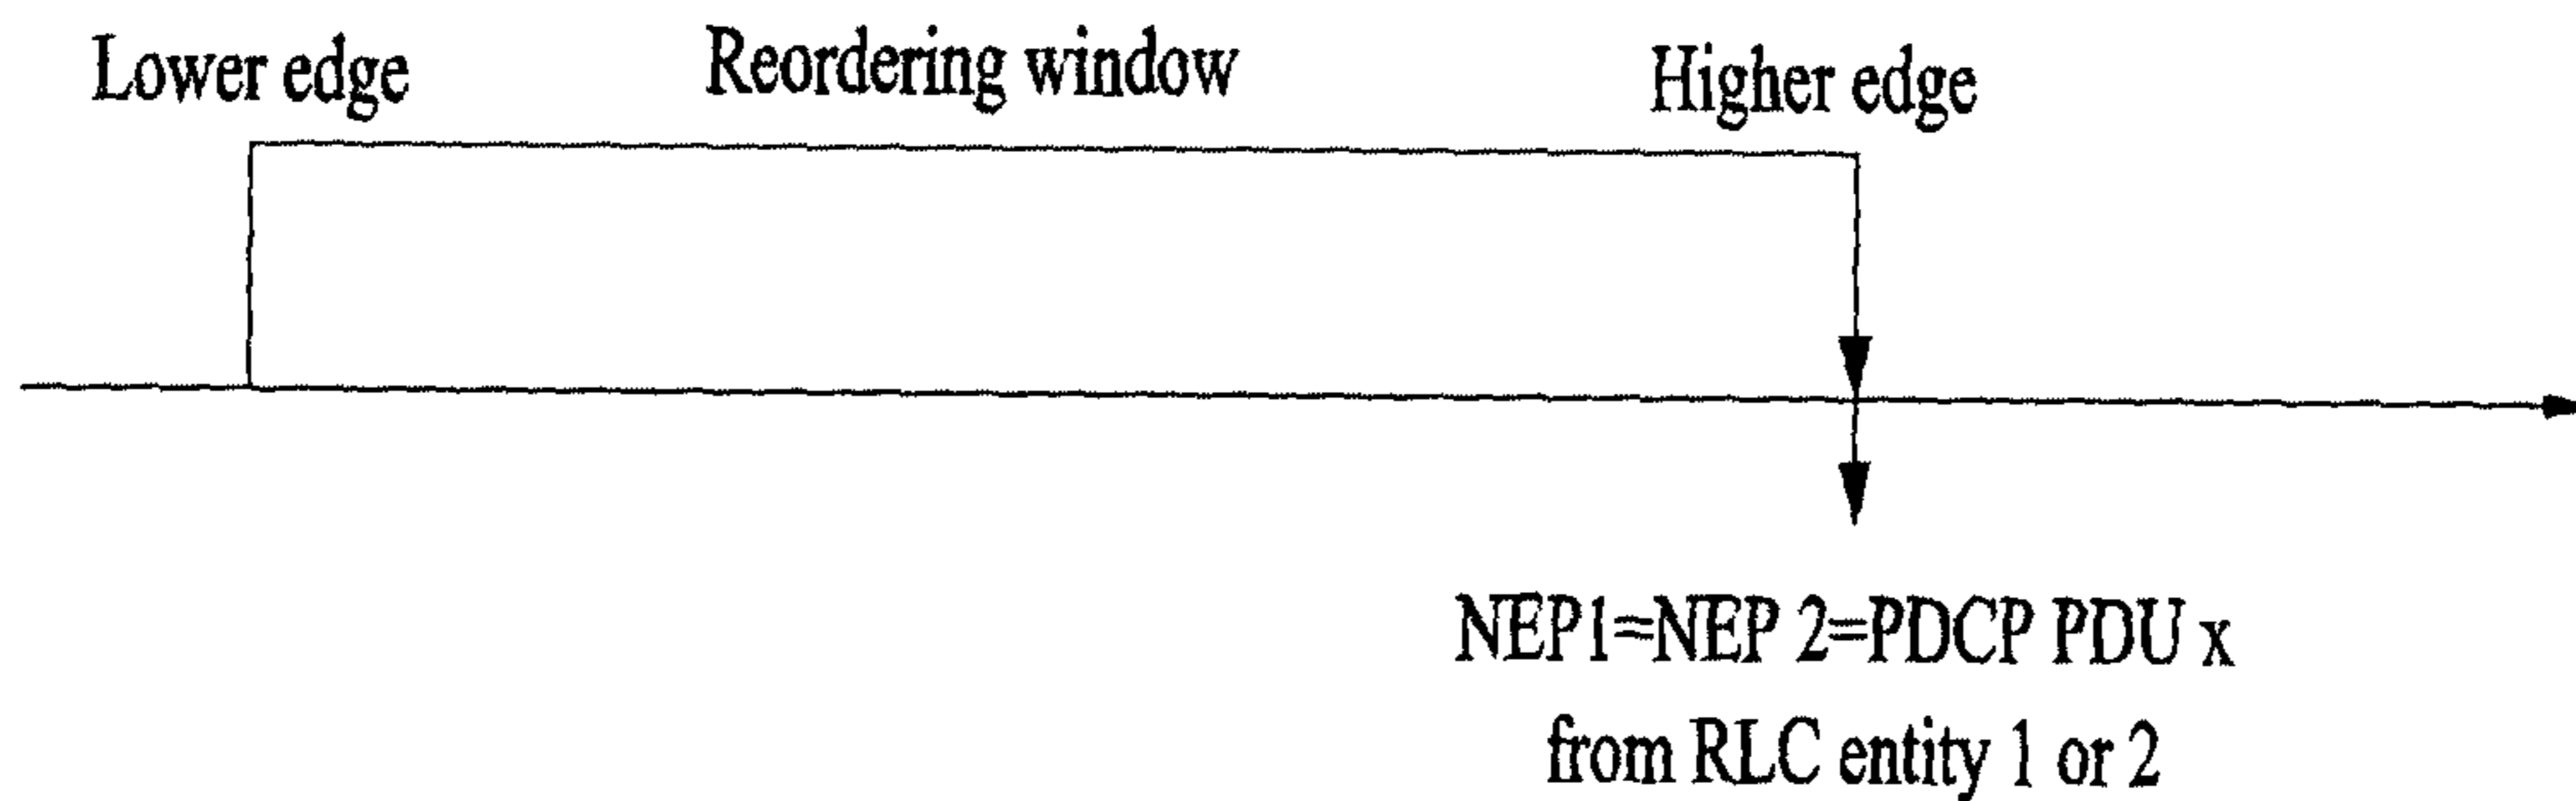 Lower edge
Reordering window
Higher edge
NEP1=NEP 2=PDCP PDU x
from RLC entity 1 or 2